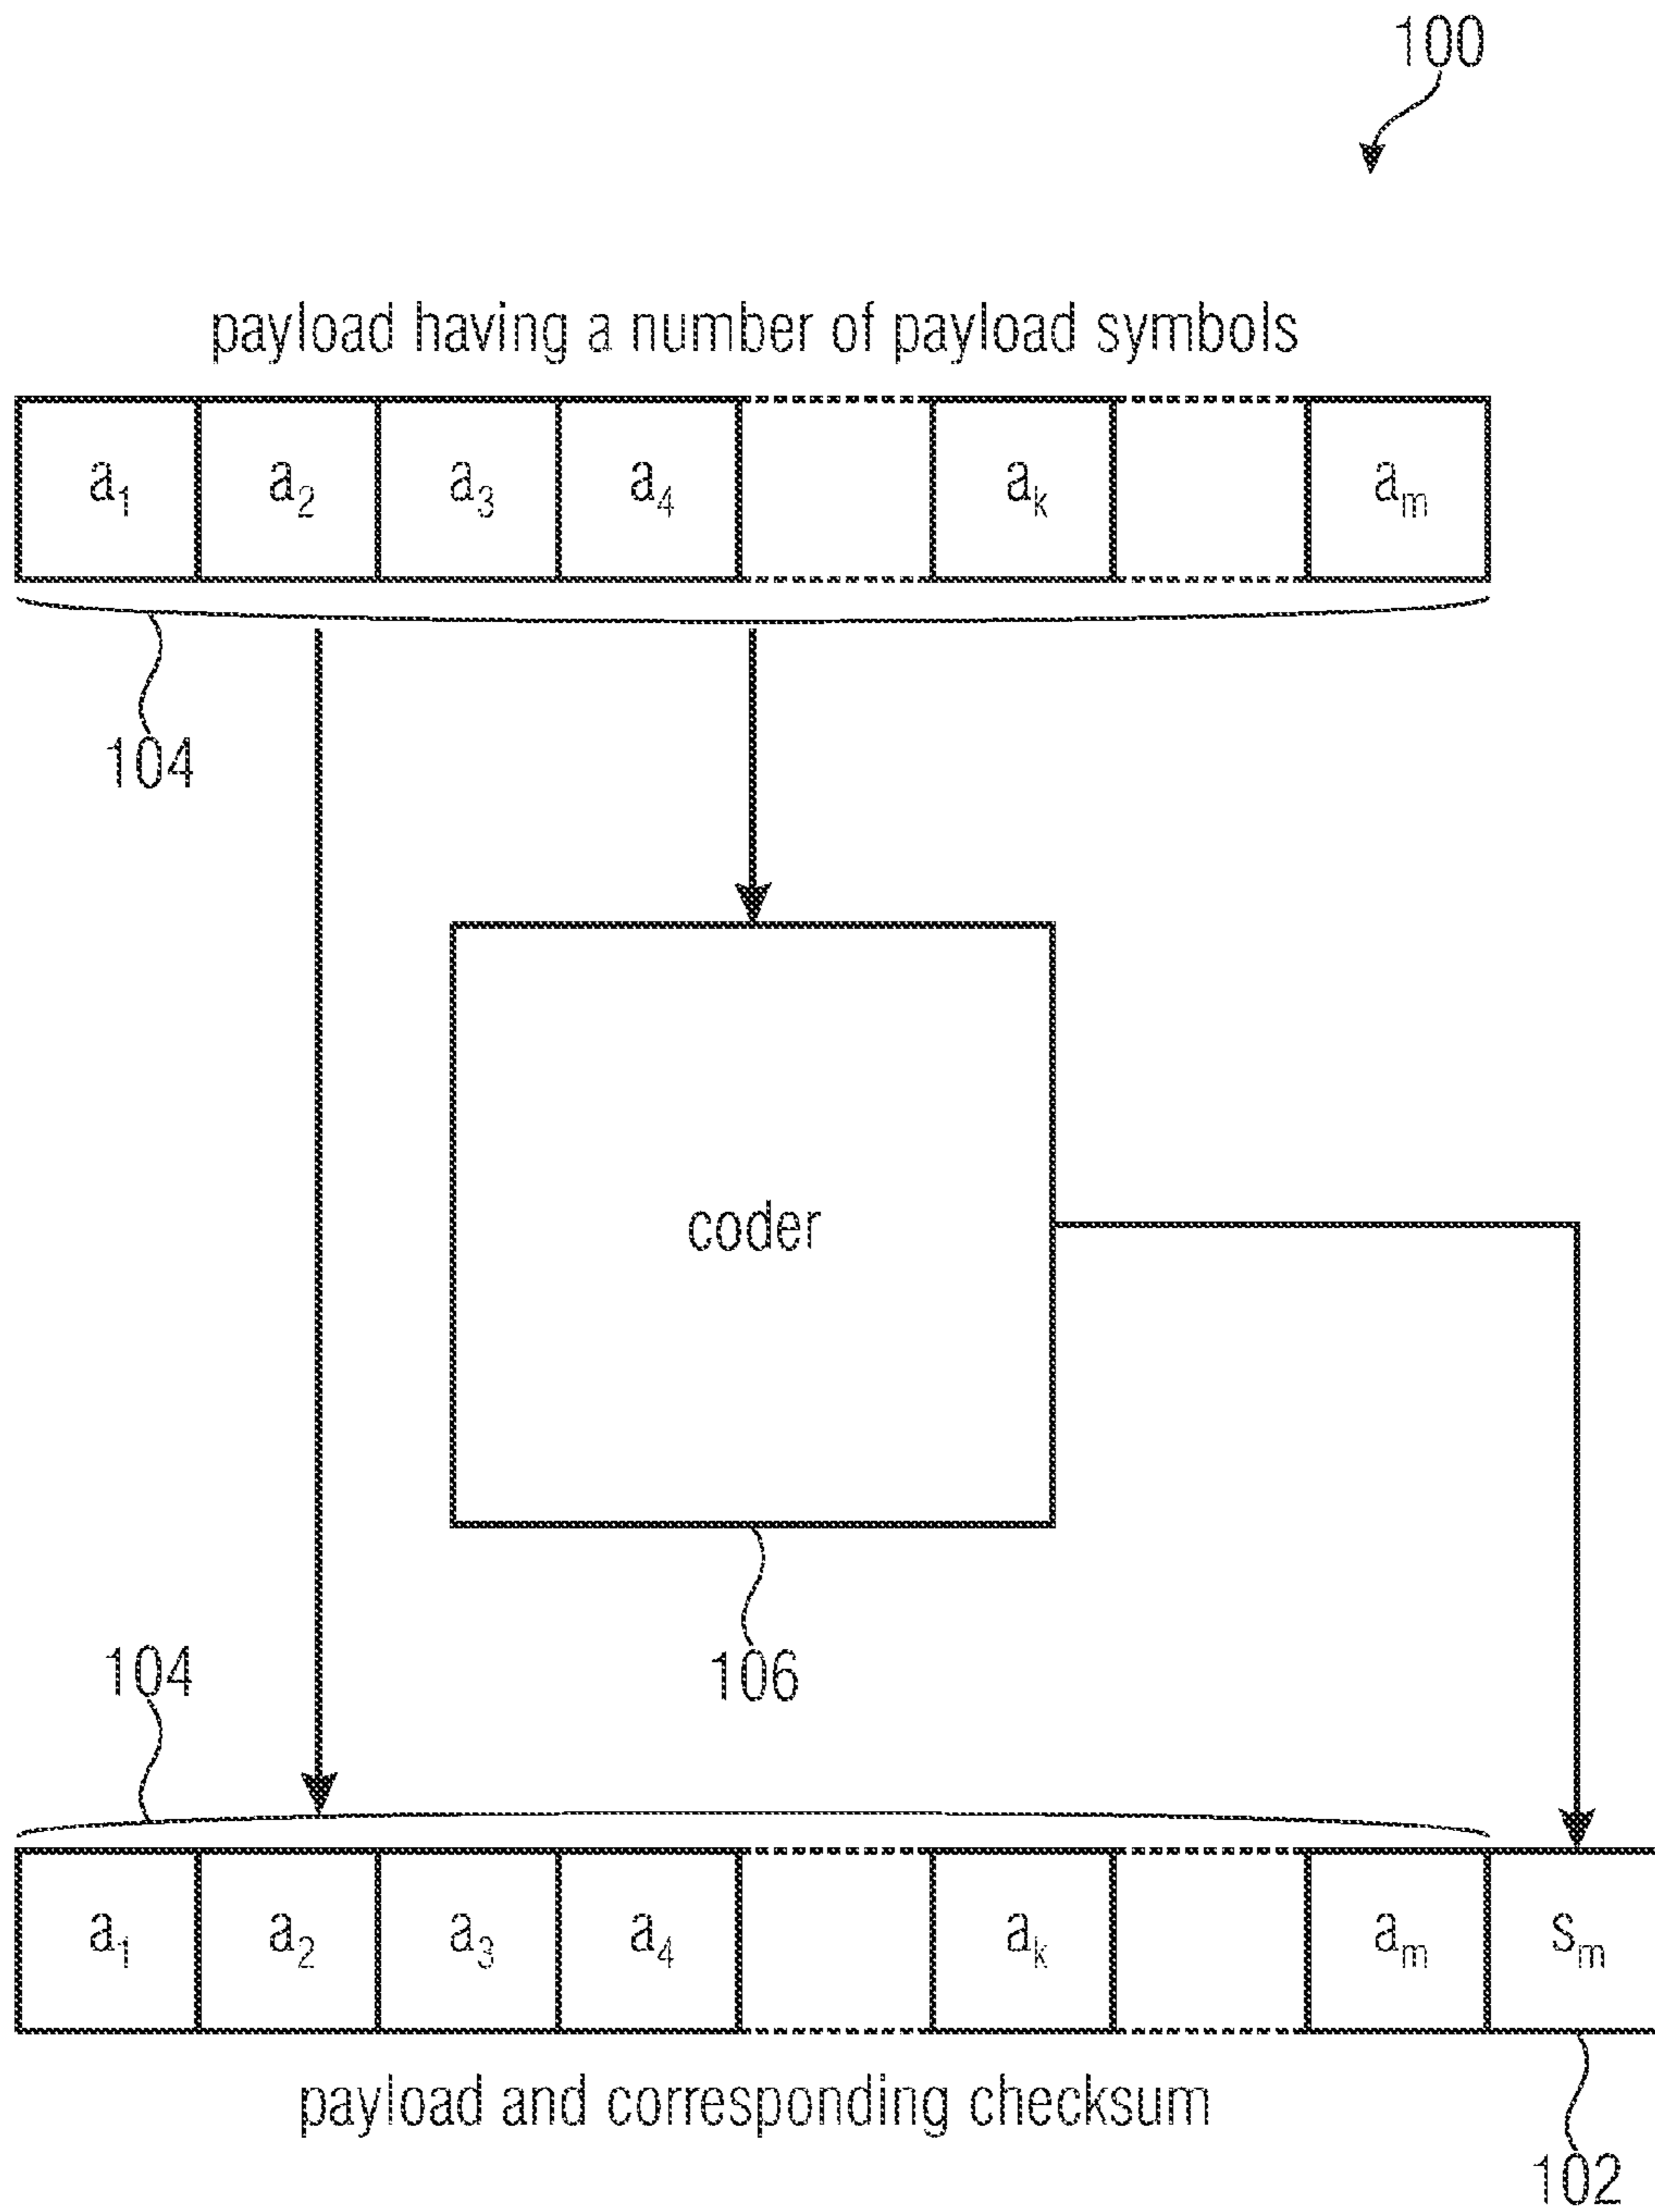 100
payload having a number of payload symbols
a₁ a₂ a₃ a₄ aₖ aₘ
104
coder
106
104
a₁ a₂ a₃ a₄ aₖ aₘ sₘ
payload and corresponding checksum
102